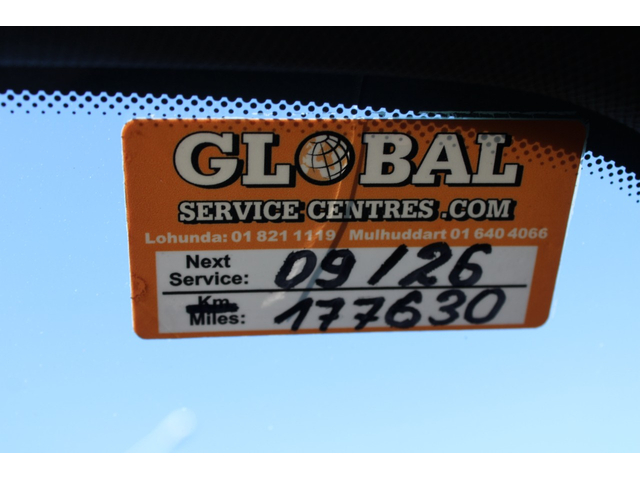 GLOBAL
SERVICE CENTRES.COM
Lohunda: 01 821 1119 Mulhuddart 01 640 4066
Next Service: 09/26
Km Miles: 177630